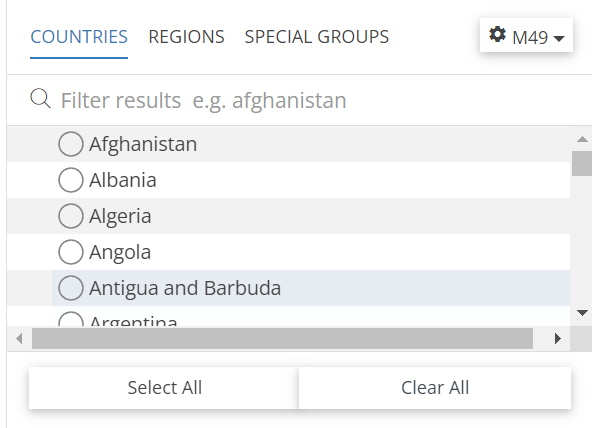 COUNTRIES REGIONS SPECIAL GROUPS M49
Filter results e.g. afghanistan
Afghanistan
Albania
Algeria
Angola
Antigua and Barbuda
Argentina
Select All Clear All